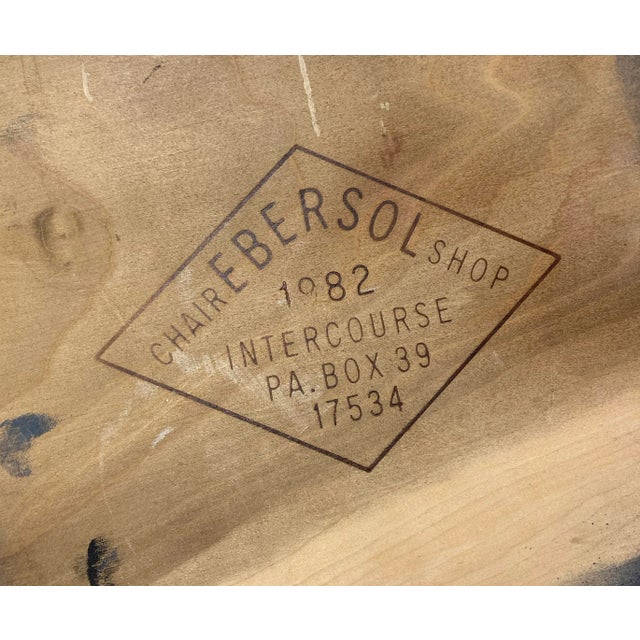 CHAIR EBERSOL SHOP
1982
INTERCOURSE
PA. BOX 39
17534